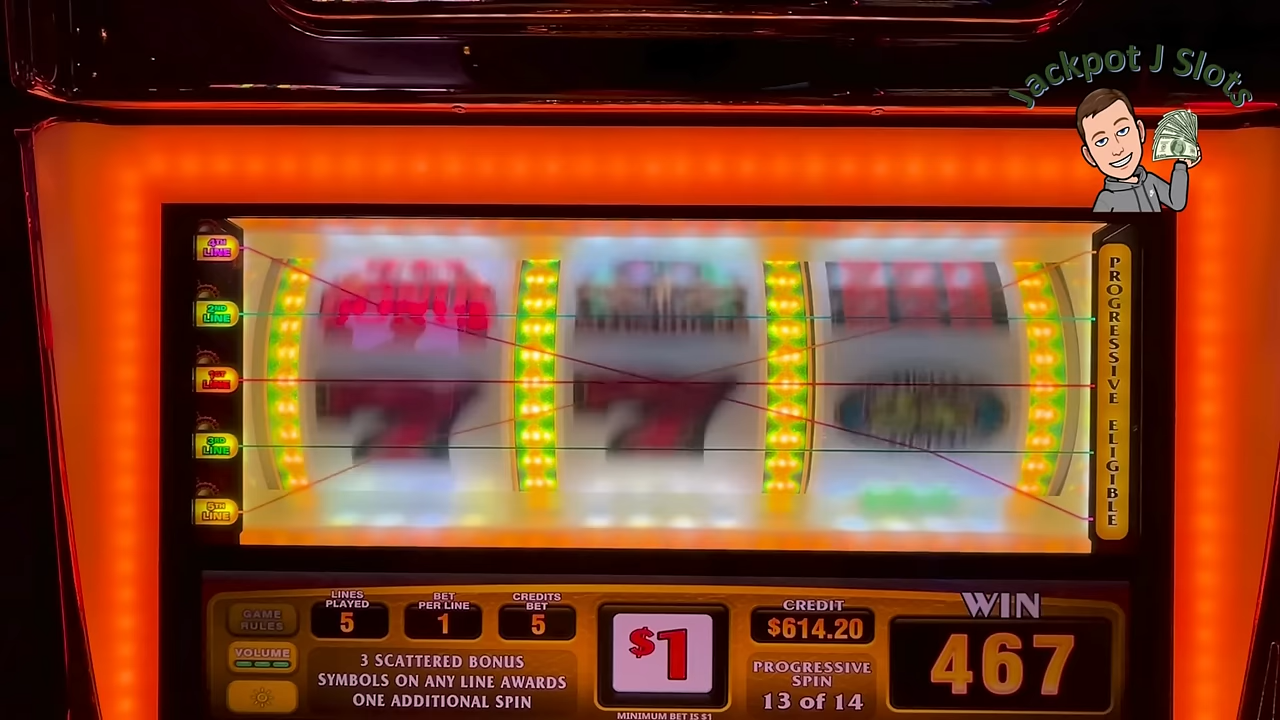 Jackpot J Slots
4TH
LINE
2ND
LINE
1ST
LINE
3RD
LINE
5TH
LINE
7
7
PROGRESSIVE ELIGIBLE
GAME
RULES
VOLUME
LINES
PLAYED
5
BET
PER LINE
1
CREDITS
BET
5
3 SCATTERED BONUS
SYMBOLS ON ANY LINE AWARDS
ONE ADDITIONAL SPIN
$1
MINIMUM BET IS $1
CREDIT
$614.20
PROGRESSIVE
SPIN
13 of 14
WIN
467